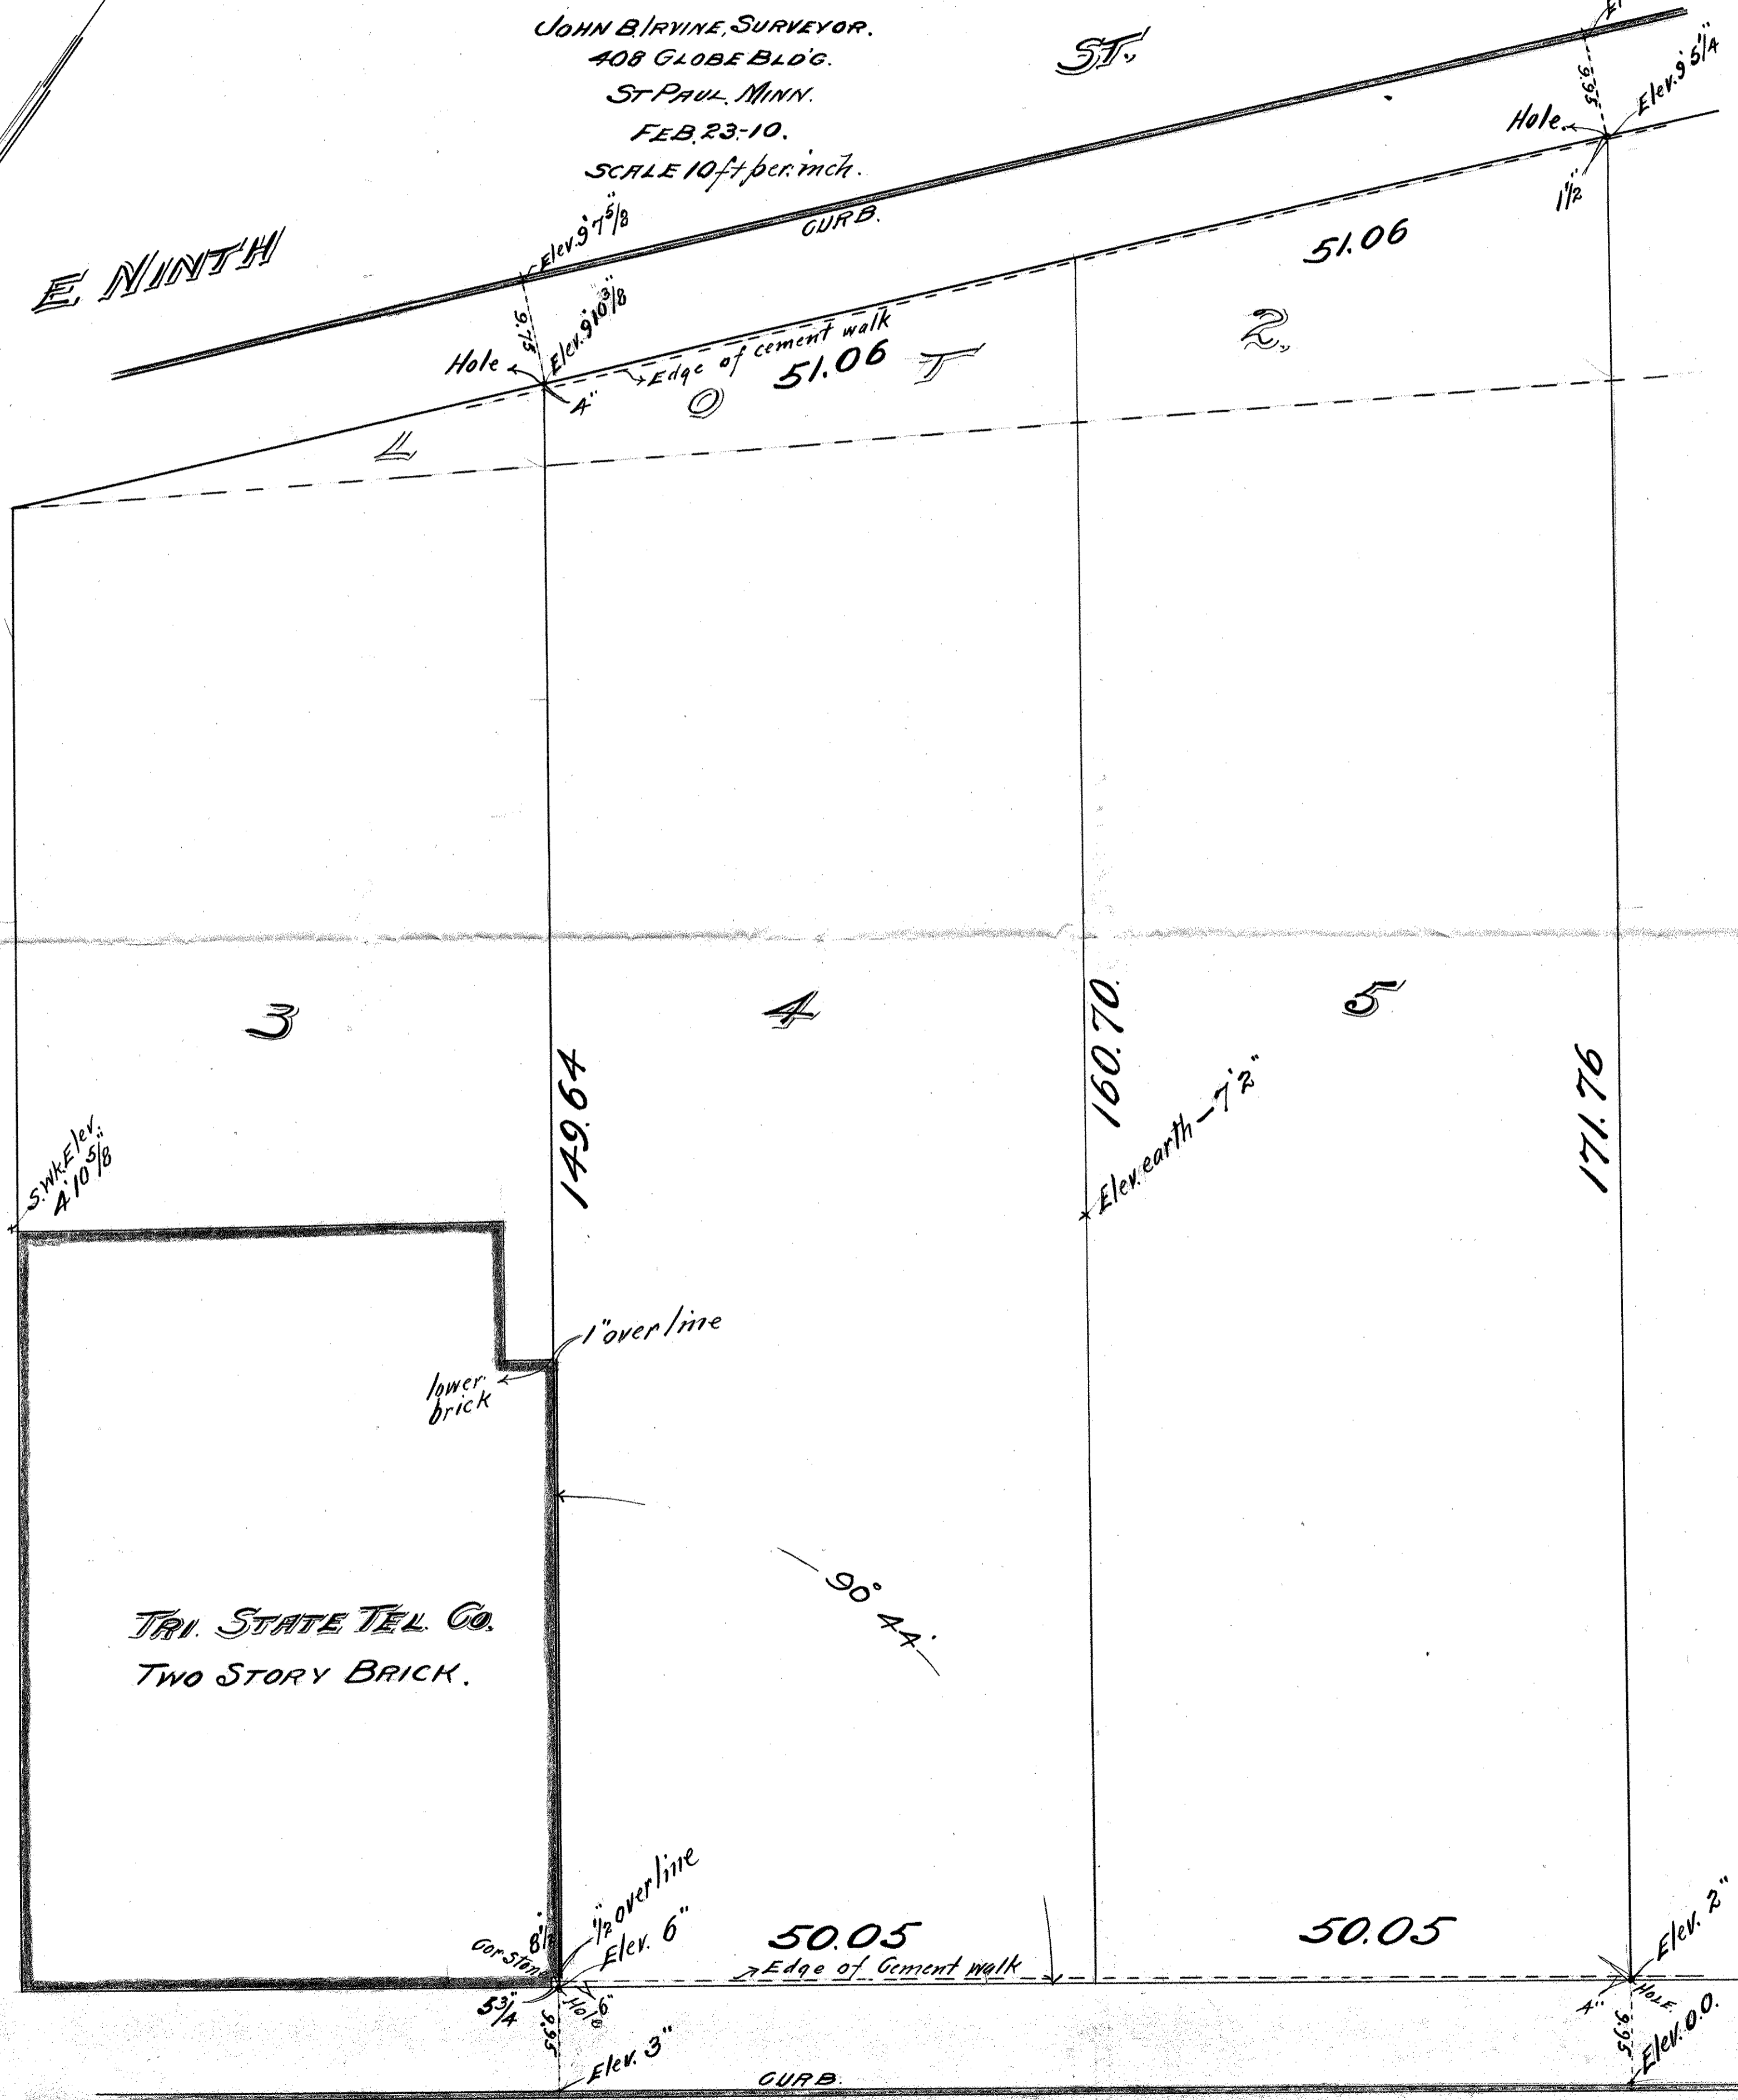 JOHN B. IRVINE, SURVEYOR.
408 GLOBE BLD'G.
ST PAUL, MINN.
FEB. 23-10.
SCALE 10 ft per inch.
E. NINTH
ST.
CURB.
Elev. 9' 7 5/8"
9.75
Elev. 9' 10 3/8"
Hole
4"
Edge of cement walk
51.06
51.06
Hole.
9.95
Elev. 9' 5 1/4"
1 1/2"
L O T 2.
3
4
5
149.64
160.70.
171.76
S.Wk. Elev.
4' 10 5/8"
Elev. earth - 7' 2"
1" over line
lower
brick
90° 44'
TRI. STATE TEL. CO.
TWO STORY BRICK.
1/2" over line
8 1/2"
Cor stone
Elev. 6"
50.05
50.05
Edge of Cement walk
5 3/4"
Hole
6"
9.95
Elev. 3"
CURB.
Elev. 2"
4"
HOLE.
9.95
Elev. 0.0.